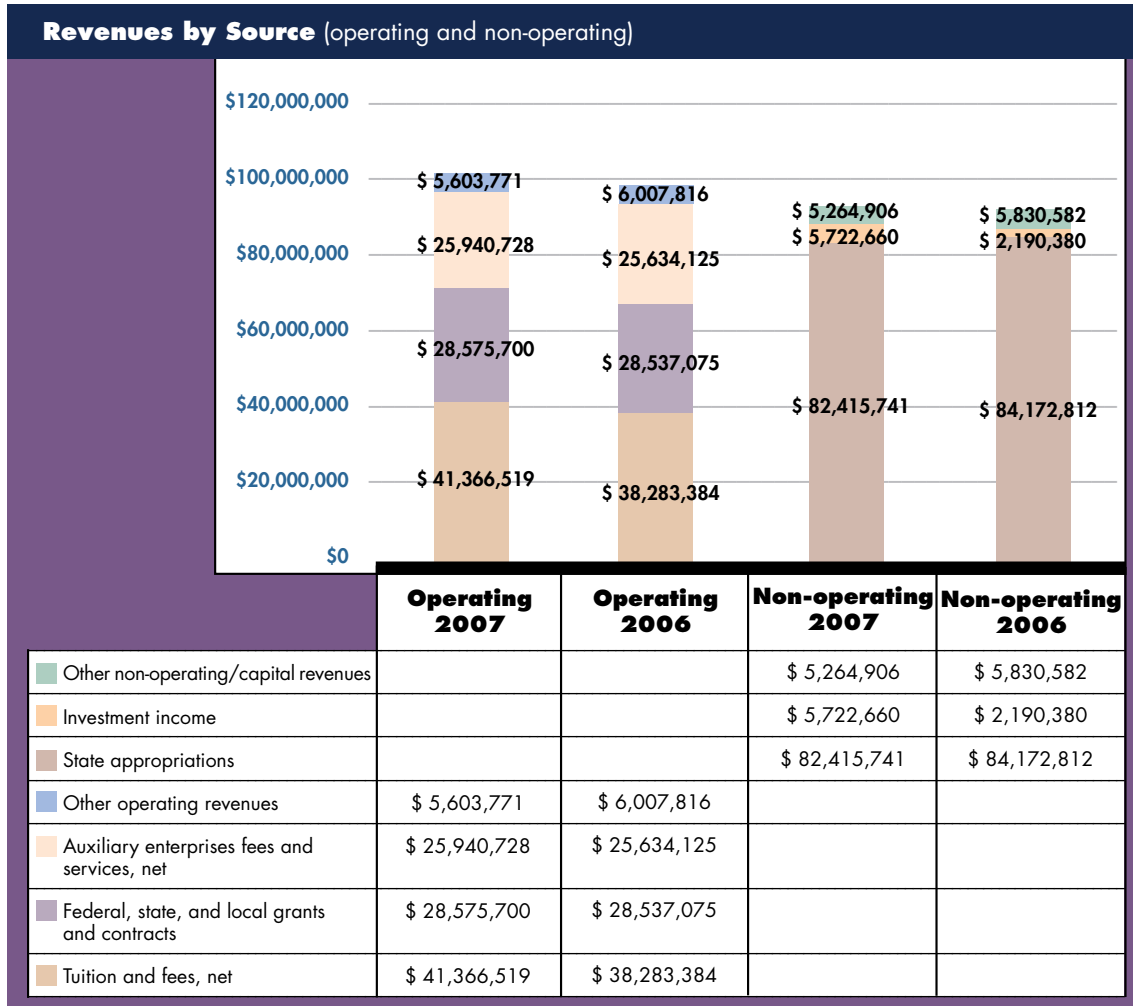 Revenues by Source (operating and non-operating)
$120,000,000
$100,000,000
$80,000,000
$60,000,000
$40,000,000
$20,000,000
$0
$ 5,603,771
$ 25,940,728
$ 28,575,700
$ 41,366,519
$ 6,007,816
$ 25,634,125
$ 28,537,075
$ 38,283,384
$ 5,264,906
$ 5,722,660
$ 82,415,741
$ 5,830,582
$ 2,190,380
$ 84,172,812
Operating 2007
Operating 2006
Non-operating 2007
Non-operating 2006
Other non-operating/capital revenues $ 5,264,906 $ 5,830,582
Investment income $ 5,722,660 $ 2,190,380
State appropriations $ 82,415,741 $ 84,172,812
Other operating revenues $ 5,603,771 $ 6,007,816
Auxiliary enterprises fees and $ 25,940,728 $ 25,634,125
services, net
Federal, state, and local grants $ 28,575,700 $ 28,537,075
and contracts
Tuition and fees, net $ 41,366,519 $ 38,283,384